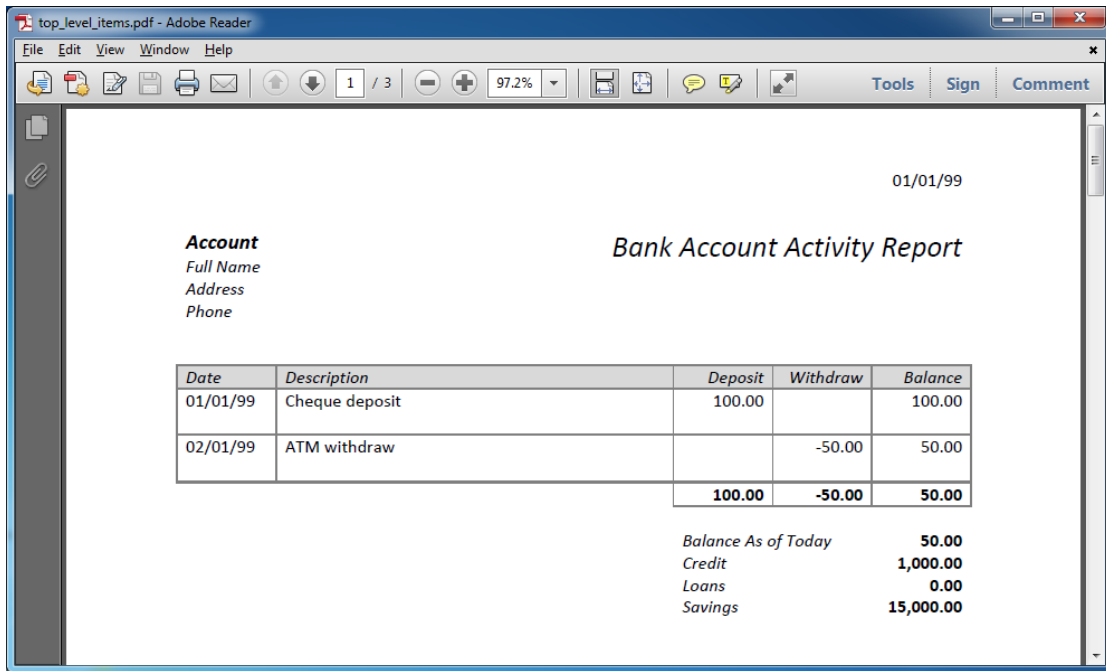 top_level_items.pdf - Adobe Reader
File Edit View Window Help
1 / 3 97.2% Tools Sign Comment
01/01/99
Account Bank Account Activity Report
Full Name
Address
Phone
Date Description Deposit Withdraw Balance
01/01/99 Cheque deposit 100.00 100.00
02/01/99 ATM withdraw -50.00 50.00
100.00 -50.00 50.00
Balance As of Today 50.00
Credit 1,000.00
Loans 0.00
Savings 15,000.00